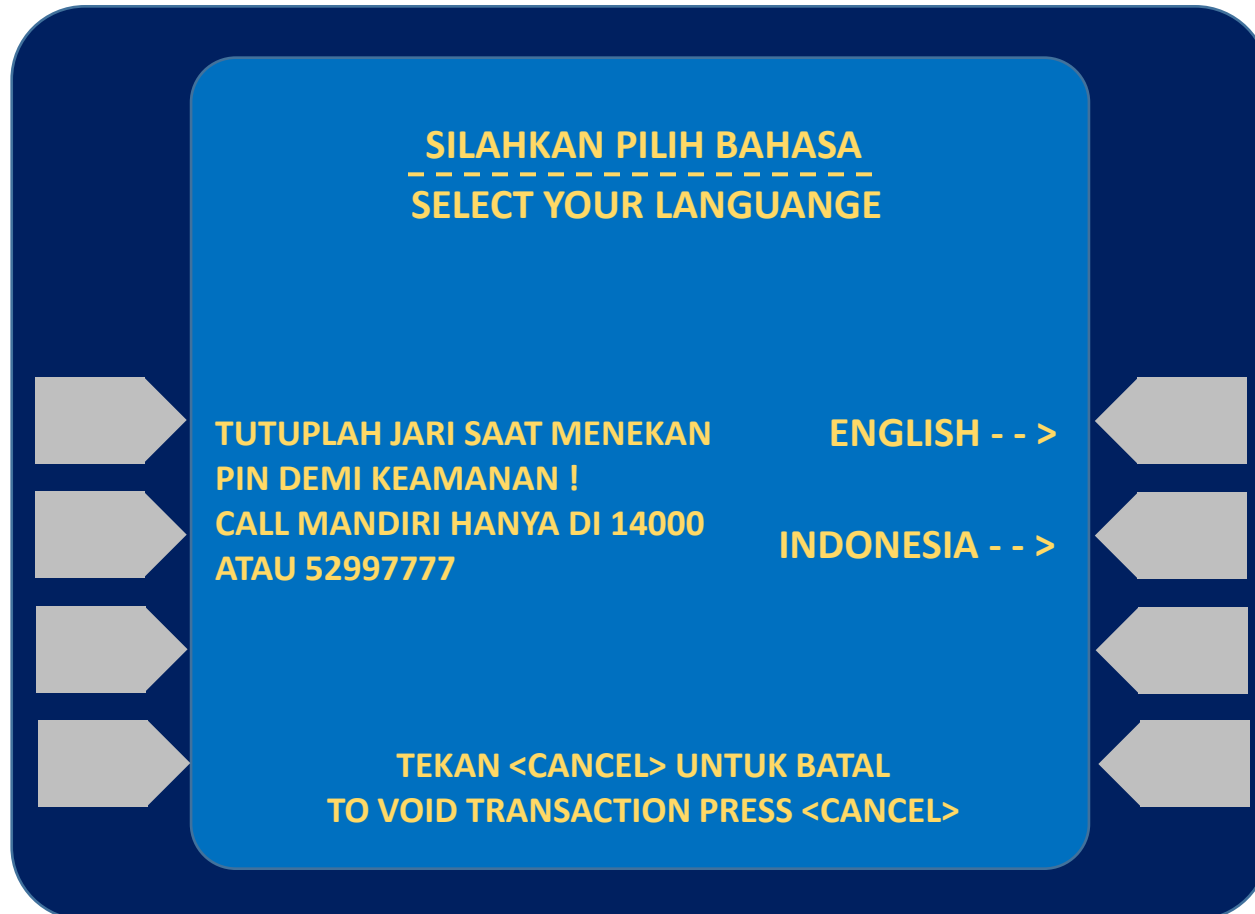 SILAHKAN PILIH BAHASA
SELECT YOUR LANGUANGE
TUTUPLAH JARI SAAT MENEKAN
PIN DEMI KEAMANAN !
CALL MANDIRI HANYA DI 14000
ATAU 52997777
ENGLISH - - >
INDONESIA - - >
TEKAN <CANCEL> UNTUK BATAL
TO VOID TRANSACTION PRESS <CANCEL>